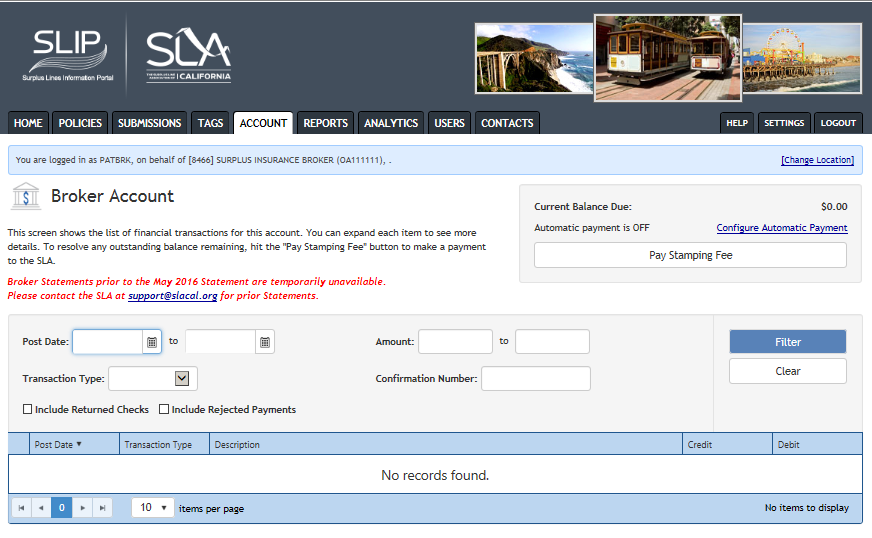 SLIP
Surplus Lines Information Portal
SLA
THE SURPLUS LINE
ASSOCIATION OF | CALIFORNIA
HOME POLICIES SUBMISSIONS TAGS ACCOUNT REPORTS ANALYTICS USERS CONTACTS HELP SETTINGS LOGOUT
You are logged in as PATBRK, on behalf of [8466] SURPLUS INSURANCE BROKER (OA111111), .
[Change Location]
Broker Account
This screen shows the list of financial transactions for this account. You can expand each item to see more
details. To resolve any outstanding balance remaining, hit the "Pay Stamping Fee" button to make a payment
to the SLA.
Broker Statements prior to the May 2016 Statement are temporarily unavailable.
Please contact the SLA at support@slacal.org for prior Statements.
Current Balance Due: $0.00
Automatic payment is OFF Configure Automatic Payment
Pay Stamping Fee
Post Date: to Amount: to Filter
Transaction Type: Confirmation Number: Clear
Include Returned Checks Include Rejected Payments
Post Date Transaction Type Description Credit Debit
No records found.
0 10 items per page No items to display